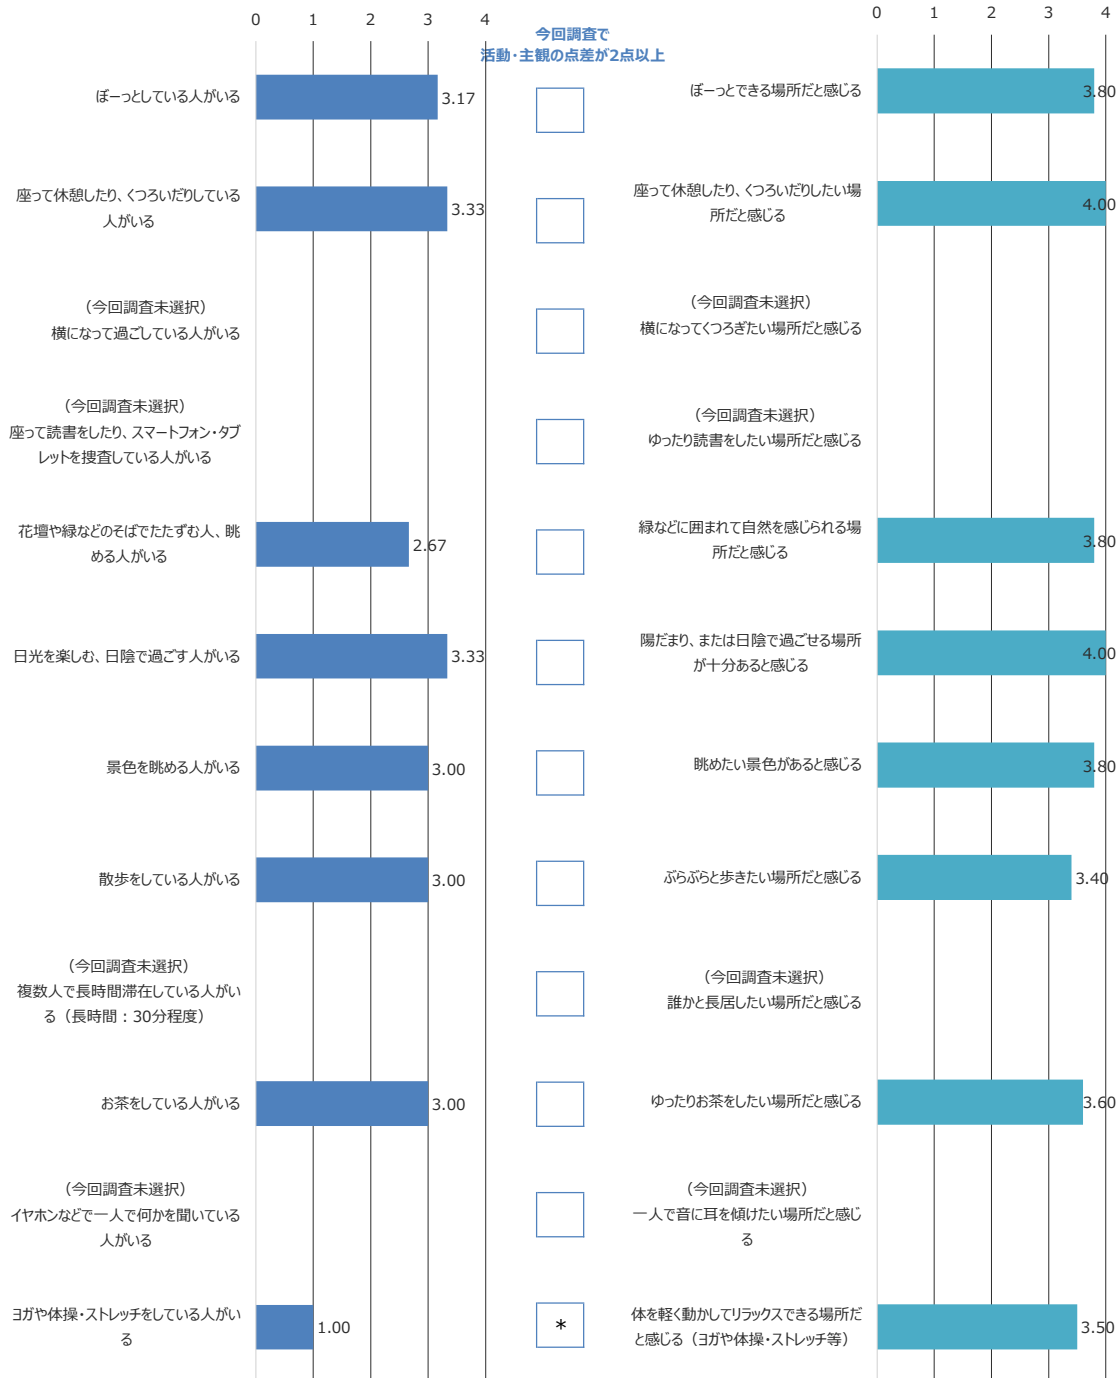 0 1 2 3 4
今回調査で
活動・主観の点差が2点以上
0 1 2 3 4
ぼーっとしている人がいる
3.17
ぼーっとできる場所だと感じる
3.80
座って休憩したり、くつろいだりしている
人がいる
3.33
座って休憩したり、くつろいだりしたい場
所だと感じる
4.00
（今回調査未選択）
横になって過ごしている人がいる
（今回調査未選択）
横になってくつろぎたい場所だと感じる
（今回調査未選択）
座って読書をしたり、スマートフォン・タブ
レットを捜査している人がいる
（今回調査未選択）
ゆったり読書をしたい場所だと感じる
花壇や緑などのそばでたたずむ人、眺
める人がいる
2.67
緑などに囲まれて自然を感じられる場
所だと感じる
3.80
日光を楽しむ、日陰で過ごす人がいる
3.33
陽だまり、または日陰で過ごせる場所
が十分あると感じる
4.00
景色を眺める人がいる
3.00
眺めたい景色があると感じる
3.80
散歩をしている人がいる
3.00
ぶらぶらと歩きたい場所だと感じる
3.40
（今回調査未選択）
複数人で長時間滞在している人がい
る（長時間：30分程度）
（今回調査未選択）
誰かと長居したい場所だと感じる
お茶をしている人がいる
3.00
ゆったりお茶をしたい場所だと感じる
3.60
（今回調査未選択）
イヤホンなどで一人で何かを聞いている
人がいる
（今回調査未選択）
一人で音に耳を傾けたい場所だと感じ
る
ヨガや体操・ストレッチをしている人がい
る
1.00
*
体を軽く動かしてリラックスできる場所だ
と感じる（ヨガや体操・ストレッチ等）
3.50